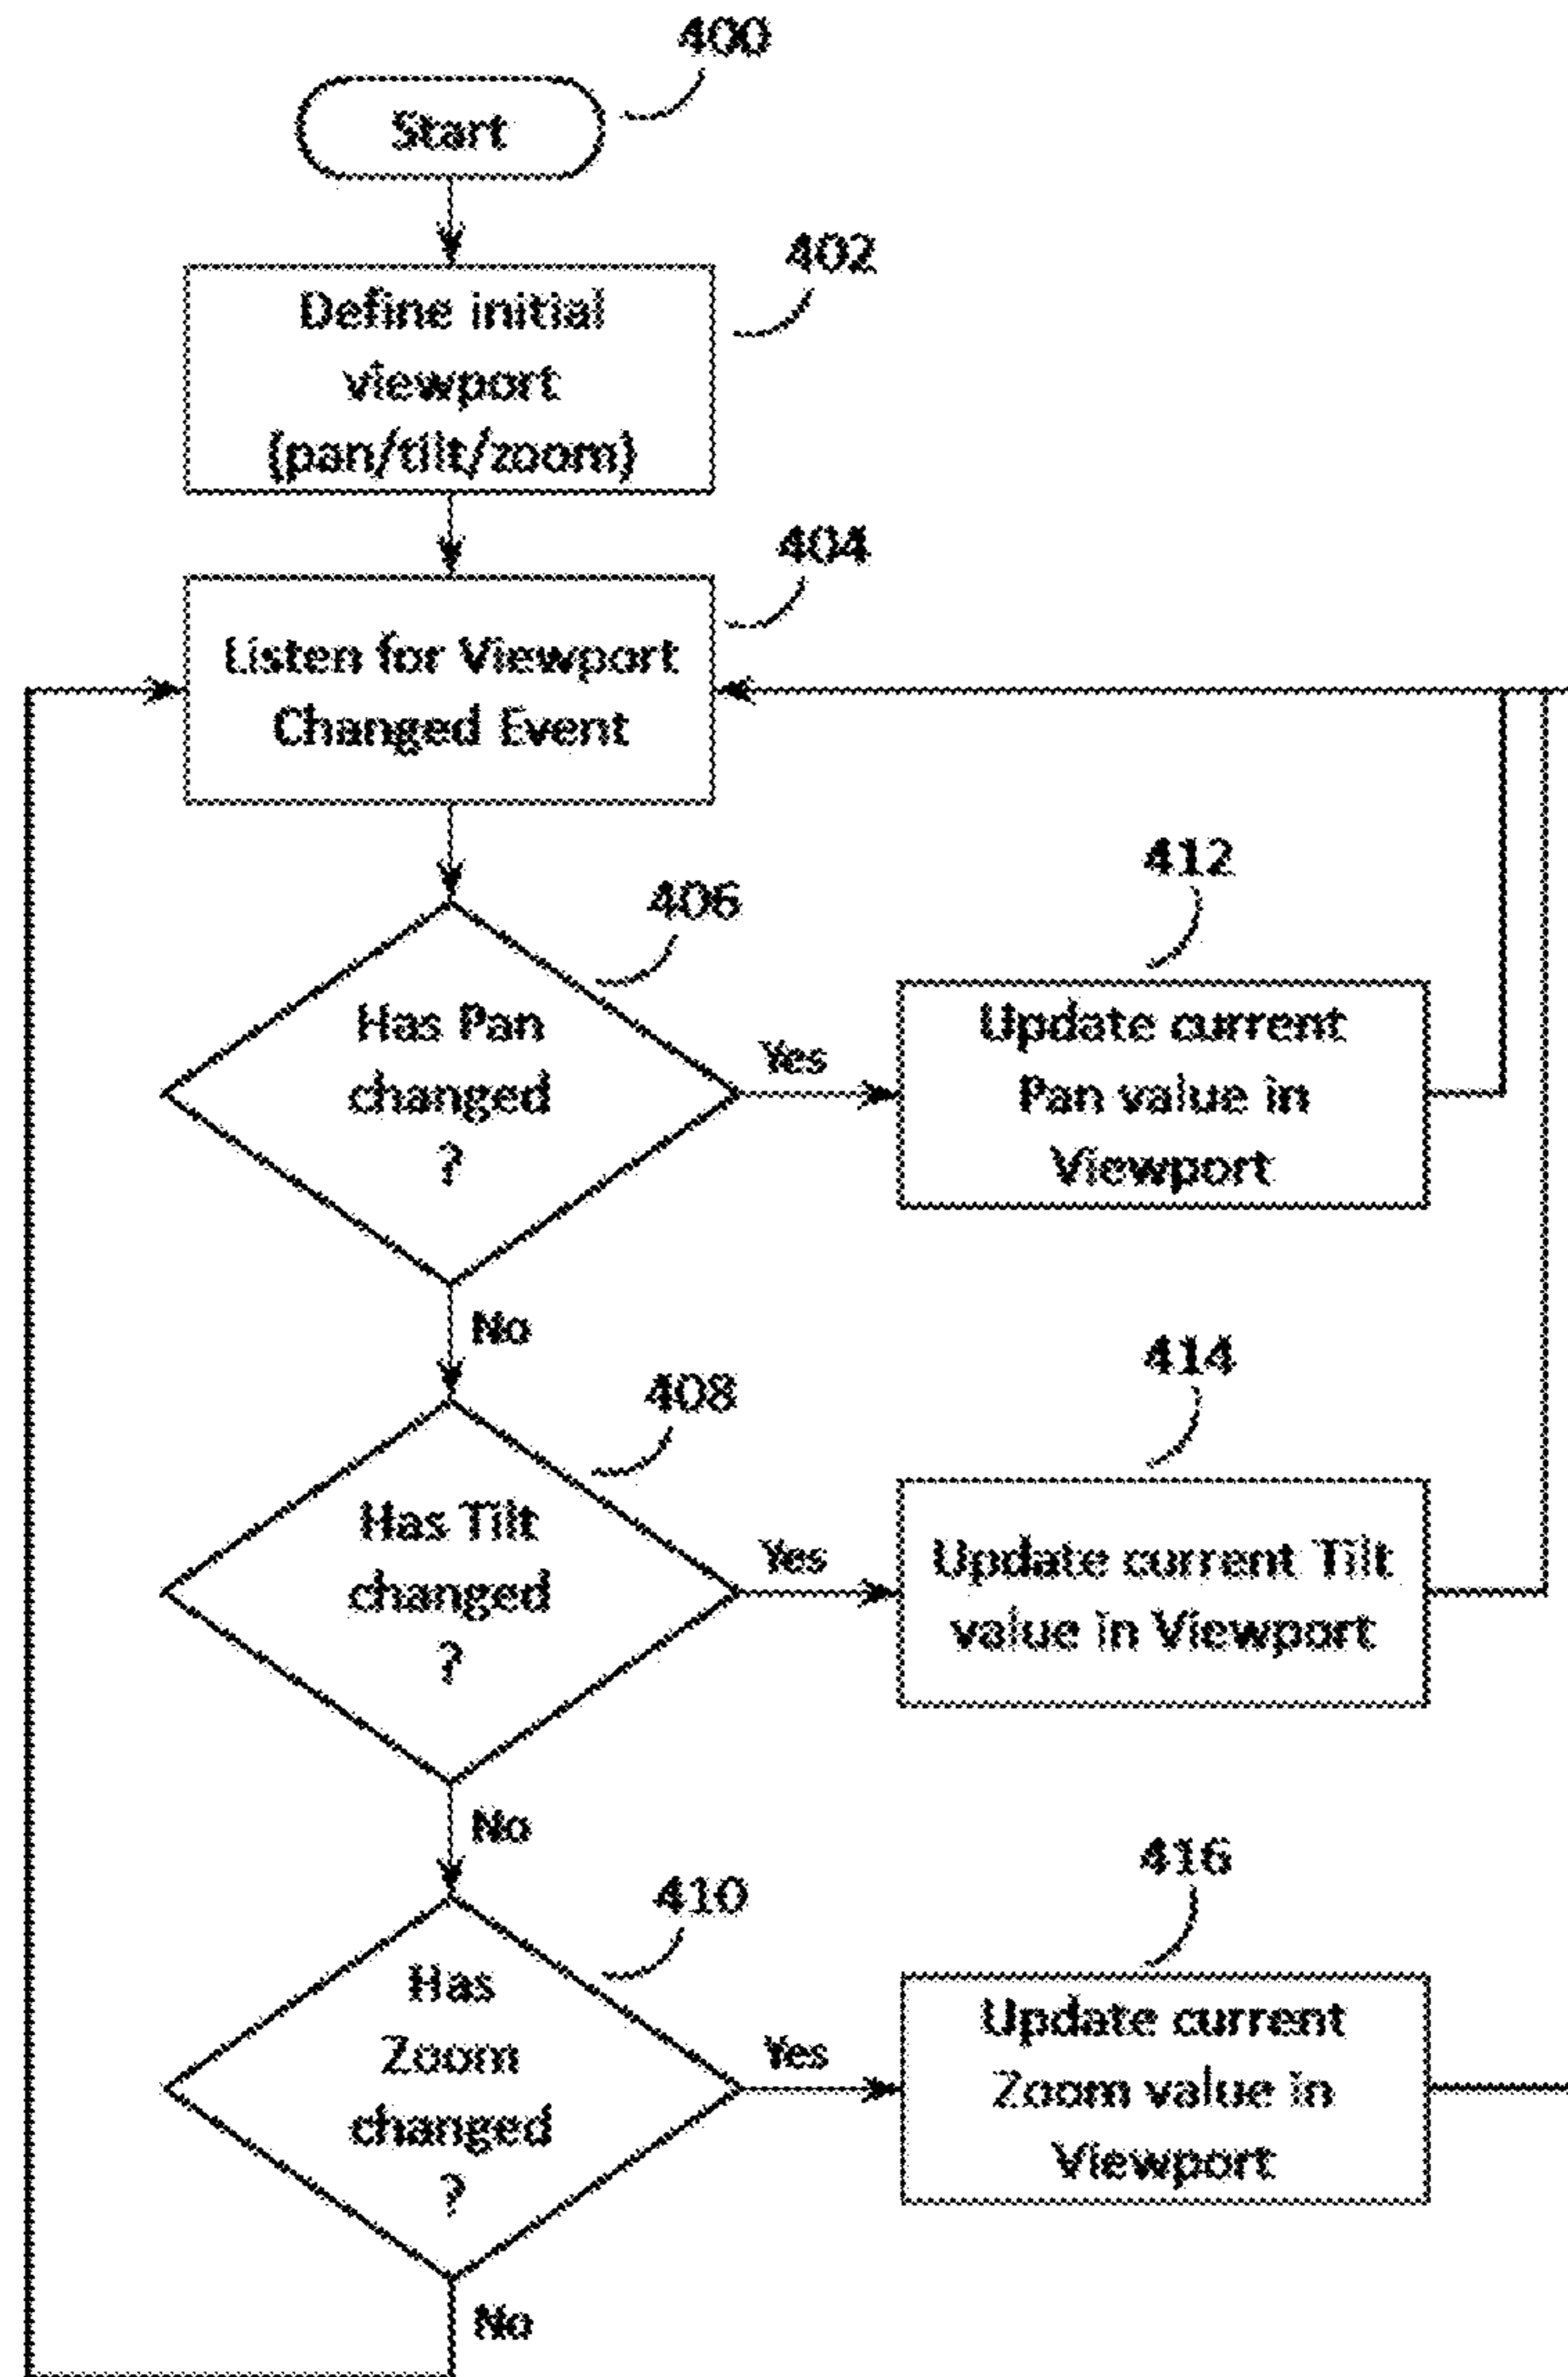 400
Start
402
Define initial
viewport
(pan/tilt/zoom)
404
Listen for Viewport
Changed Event
406
Has Pan
changed
?
Yes
412
Update current
Pan value in
Viewport
No
408
Has Tilt
changed
?
Yes
414
Update current Tilt
value in Viewport
No
410
Has
Zoom
changed
?
Yes
416
Update current
Zoom value in
Viewport
No